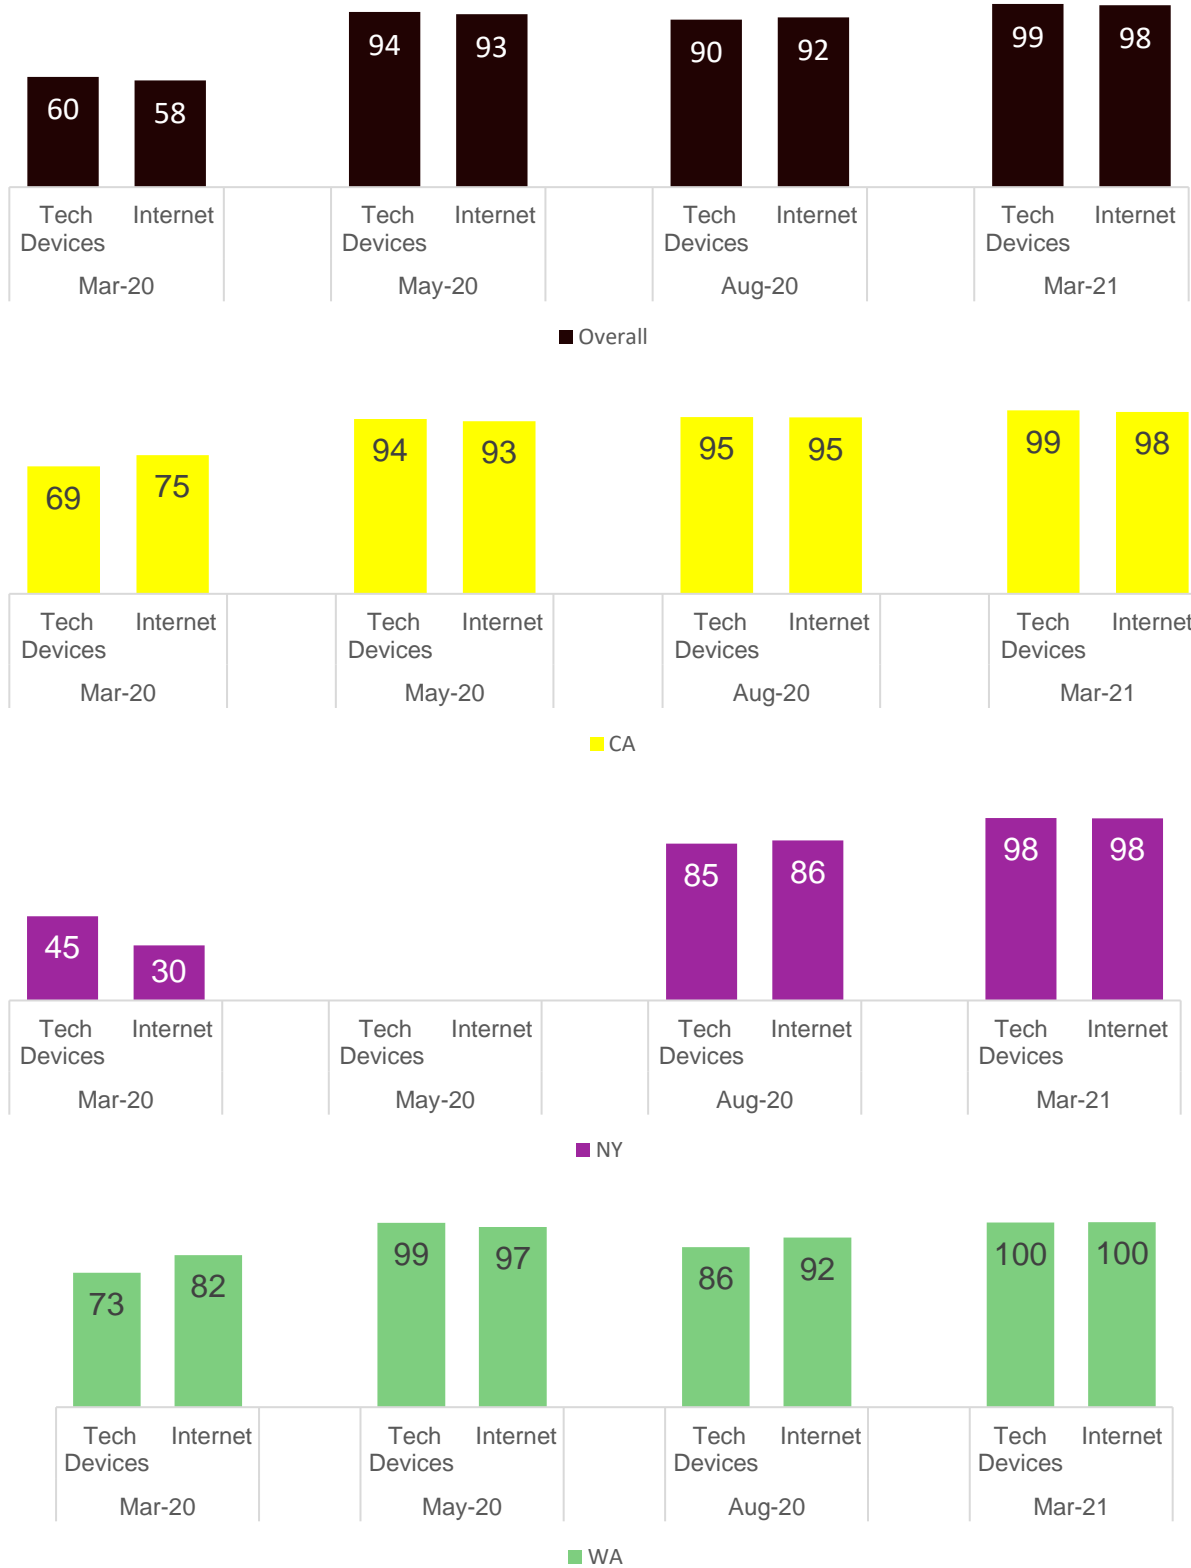 60 58 94 93 90 92 99 98
Tech Internet Tech Internet Tech Internet Tech Internet
Devices Devices Devices Devices
Mar-20 May-20 Aug-20 Mar-21
Overall
69 75 94 93 95 95 99 98
Tech Internet Tech Internet Tech Internet Tech Internet
Devices Devices Devices Devices
Mar-20 May-20 Aug-20 Mar-21
CA
45 30 85 86 98 98
Tech Internet Tech Internet Tech Internet Tech Internet
Devices Devices Devices Devices
Mar-20 May-20 Aug-20 Mar-21
NY
73 82 99 97 86 92 100 100
Tech Internet Tech Internet Tech Internet Tech Internet
Devices Devices Devices Devices
Mar-20 May-20 Aug-20 Mar-21
WA